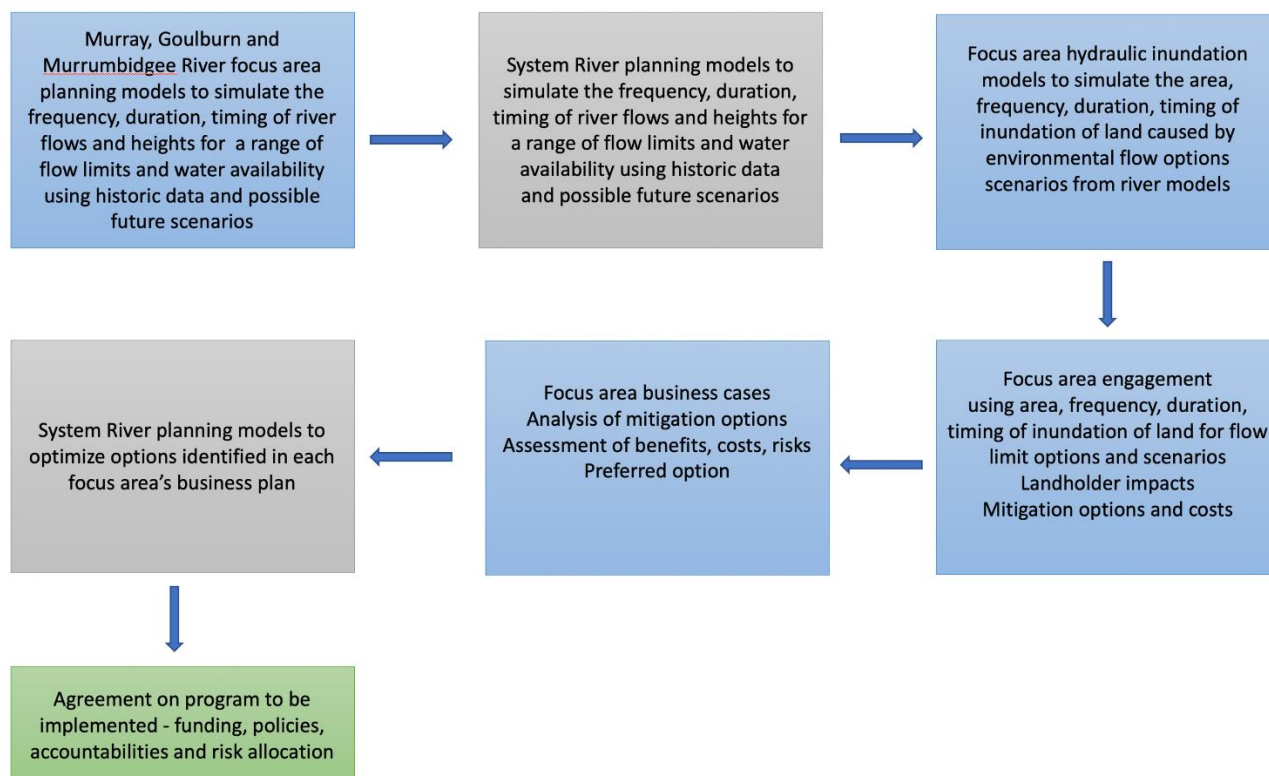 Murray, Goulburn and
Murrumbidgee River focus area
planning models to simulate the
frequency, duration, timing of river
flows and heights for a range of
flow limits and water availability
using historic data and possible
future scenarios
System River planning models to
simulate the frequency, duration,
timing of river flows and heights for
a range of flow limits and water
availability using historic data
and possible future scenarios
Focus area hydraulic inundation
models to simulate the area,
frequency, duration, timing of
inundation of land caused by
environmental flow options
scenarios from river models
Focus area engagement
using area, frequency, duration,
timing of inundation of land for flow
limit options and scenarios
Landholder impacts
Mitigation options and costs
Focus area business cases
Analysis of mitigation options
Assessment of benefits, costs, risks
Preferred option
System River planning models to
optimize options identified in each
focus area’s business plan
Agreement on program to be
implemented - funding, policies,
accountabilities and risk allocation